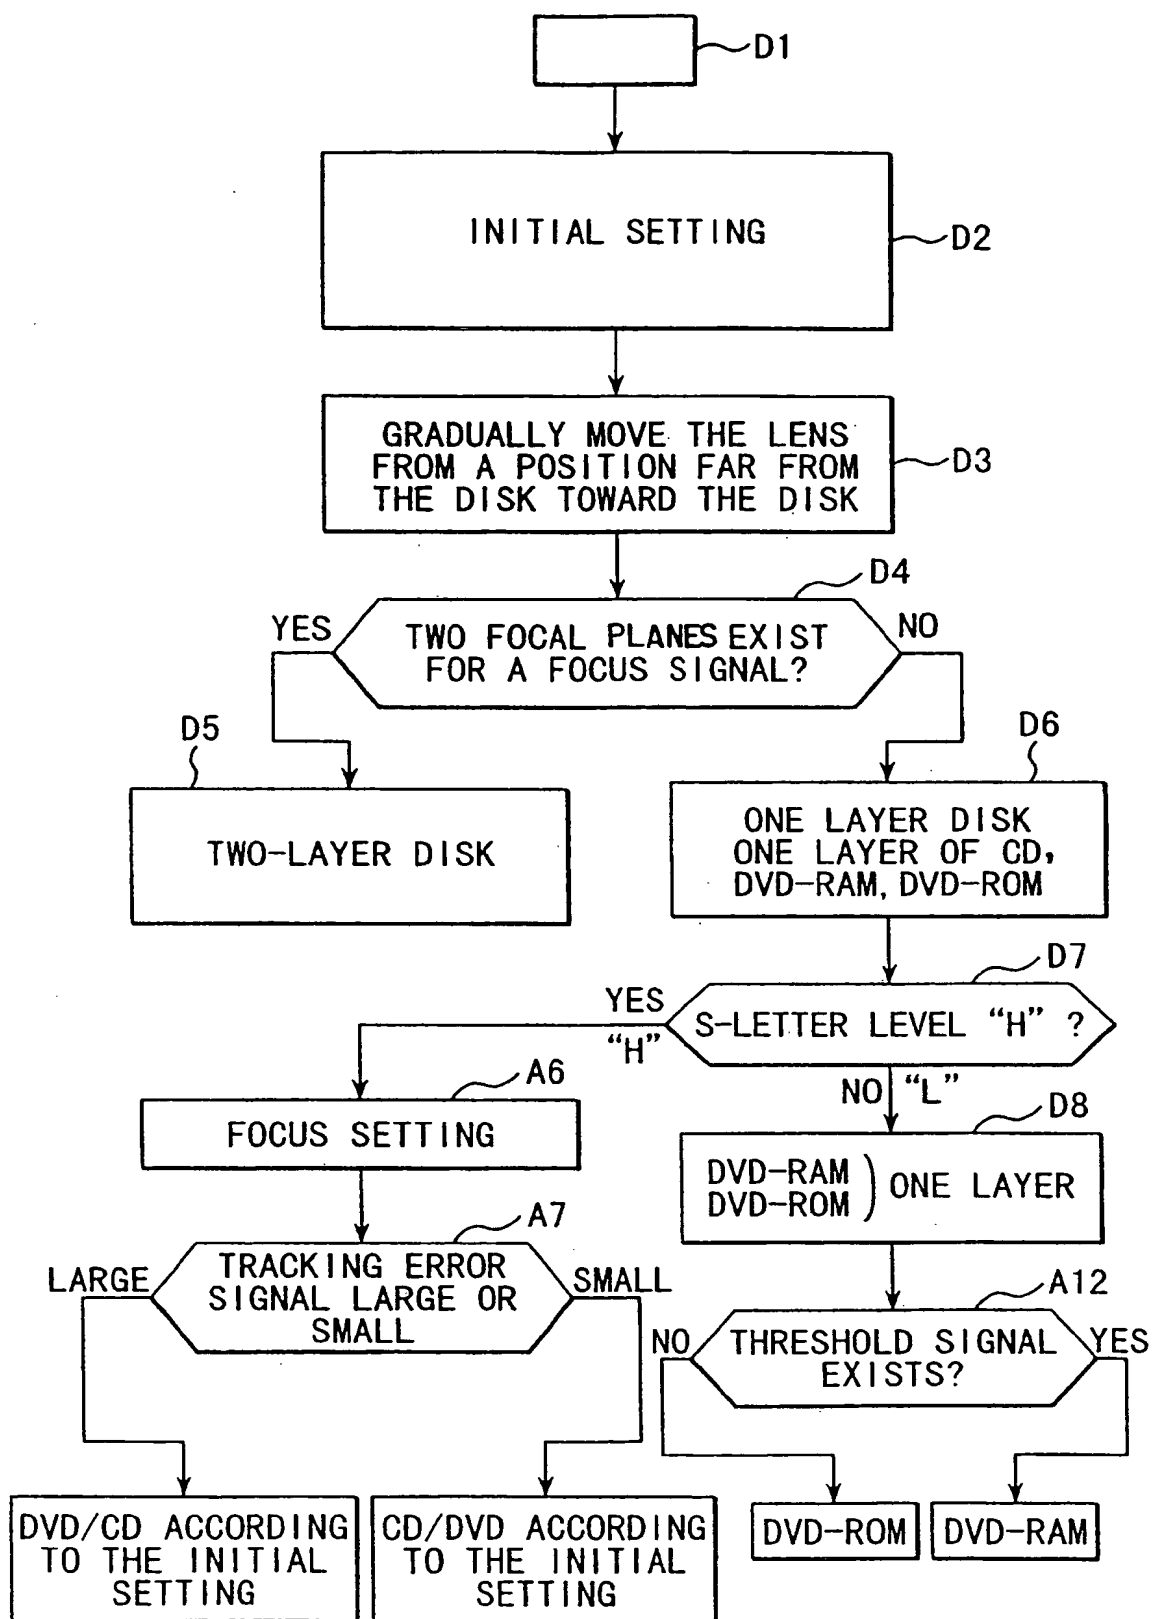 D1
INITIAL SETTING
D2
GRADUALLY MOVE THE LENS
FROM A POSITION FAR FROM
THE DISK TOWARD THE DISK
D3
D4
YES
TWO FOCAL PLANES EXIST
FOR A FOCUS SIGNAL?
NO
D5
TWO-LAYER DISK
D6
ONE LAYER DISK
ONE LAYER OF CD,
DVD-RAM, DVD-ROM
D7
YES
"H"
S-LETTER LEVEL "H" ?
NO "L"
A6
FOCUS SETTING
D8
DVD-RAM
DVD-ROM
) ONE LAYER
A7
LARGE
TRACKING ERROR
SIGNAL LARGE OR
SMALL
SMALL
A12
NO
THRESHOLD SIGNAL
EXISTS?
YES
DVD/CD ACCORDING
TO THE INITIAL
SETTING
CD/DVD ACCORDING
TO THE INITIAL
SETTING
DVD-ROM
DVD-RAM